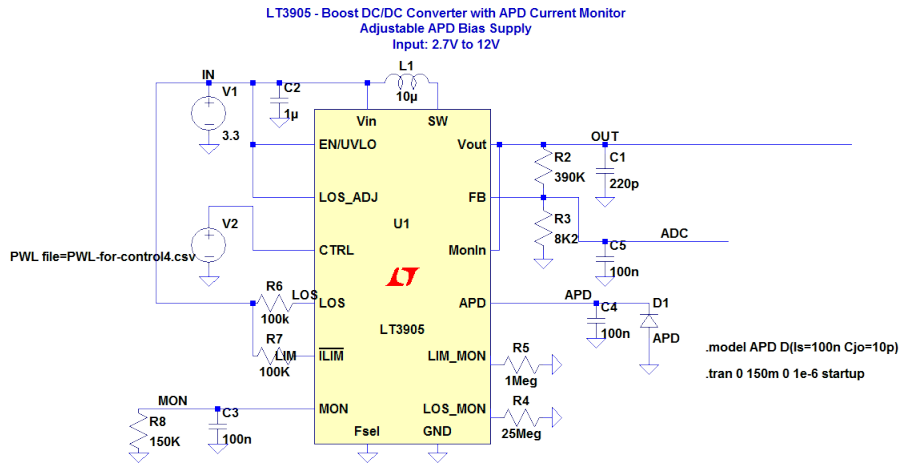 LT3905 - Boost DC/DC Converter with APD Current Monitor
Adjustable APD Bias Supply
Input: 2.7V to 12V
IN
L1
V1
C2
10µ
1µ
Vin
SW
3.3
EN/UVLO
Vout
OUT
R2
C1
390K
220p
LOS_ADJ
FB
V2
U1
R3
8K2
ADC
CTRL
MonIn
C5
PWL file=PWL-for-control4.csv
100n
R6
LOS
LOS
APD
APD
C4
D1
100k
LT3905
100n
R7
APD
LIM
ILIM
LIM_MON
R5
.model APD D(Is=100n Cjo=10p)
100K
1Meg
.tran 0 150m 0 1e-6 startup
MON
C3
MON
LOS_MON
R4
R8
150K
100n
Fsel
GND
25Meg